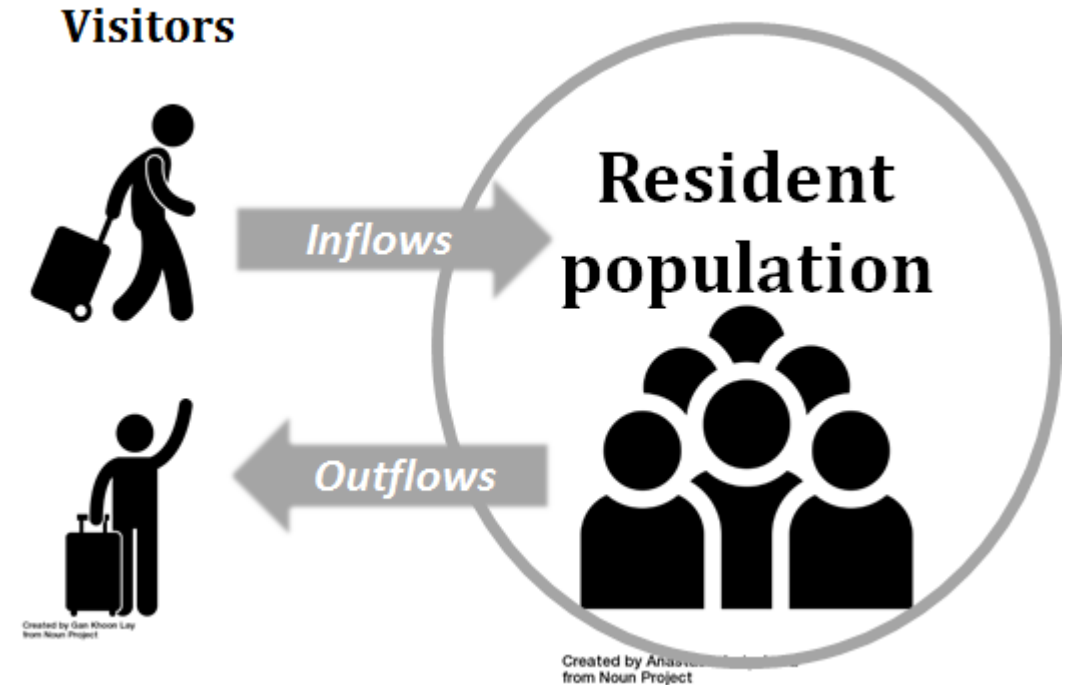 Visitors
Resident
population
Inflows
Outflows
Created by Gan Khoon Lay
from Noun Project
Created by
from Noun Project